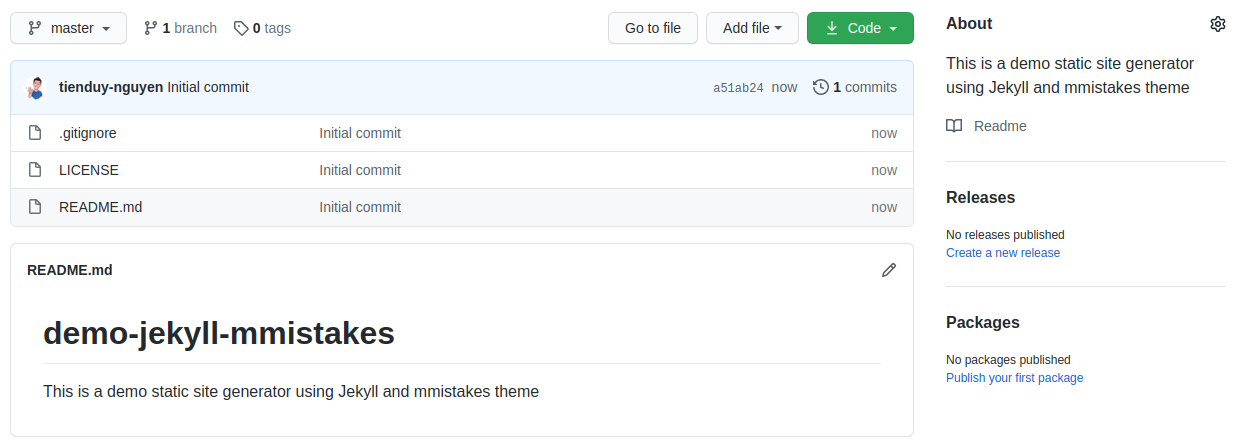 master 1 branch 0 tags Go to file Add file Code
tienduy-nguyen Initial commit a51ab24 now 1 commits
.gitignore Initial commit now
LICENSE Initial commit now
README.md Initial commit now
README.md
demo-jekyll-mmistakes
This is a demo static site generator using Jekyll and mmistakes theme
About
This is a demo static site generator
using Jekyll and mmistakes theme
Readme
Releases
No releases published
Create a new release
Packages
No packages published
Publish your first package